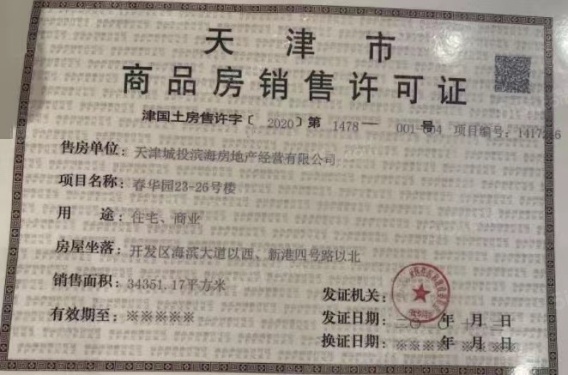 天津市
商品房销售许可证
津国土房售许字〔2020〕第 1478— 001-004 号 项目编号:
售房单位：天津城投滨海房地产经营有限公司
项目名称：春华园23-26号楼
用 途：住宅、商业
房屋坐落：开发区海滨大道以西、新港四号路以北
销售面积：34351.17平方米
有效期至：※※※※※
发证机关：
发证日期： 年 月 日
换证日期：※※※※年※月※日